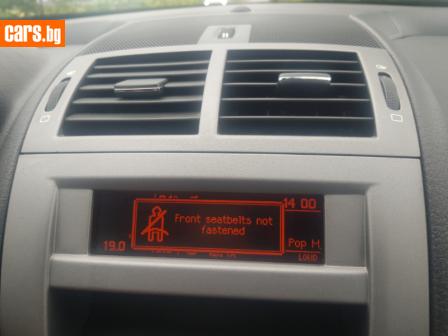 cars.bg
14 00
Front seatbelts not
fastened
19.0
Pop M
LOUD